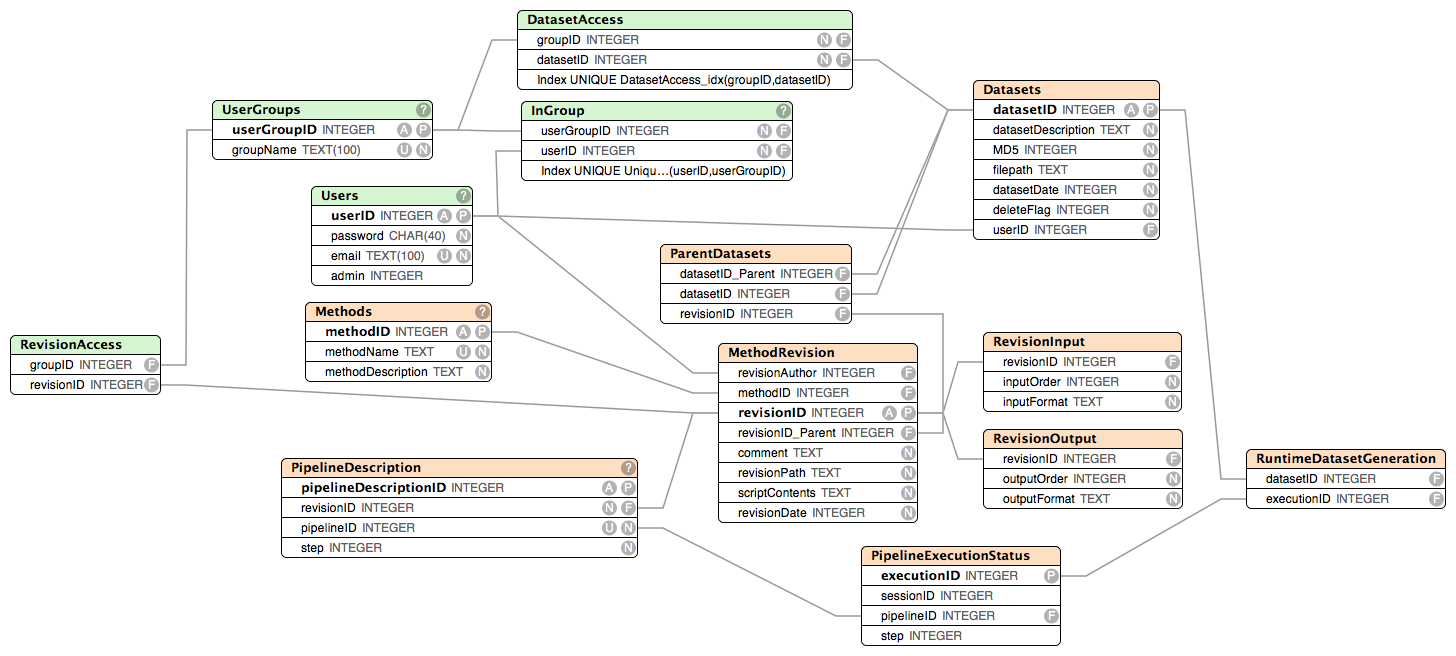 DatasetAccess
groupID INTEGER N F
datasetID INTEGER N F
Index UNIQUE DatasetAccess_idx(groupID,datasetID)
UserGroups ?
userGroupID INTEGER A P
groupName TEXT(100) U N
InGroup ?
userGroupID INTEGER N F
userID INTEGER N F
Index UNIQUE Uniqu...(userID,userGroupID)
Datasets
datasetID INTEGER A P
datasetDescription TEXT N
MD5 INTEGER N
filepath TEXT N
datasetDate INTEGER N
deleteFlag INTEGER N
userID INTEGER F
Users ?
userID INTEGER A P
password CHAR(40) N
email TEXT(100) U N
admin INTEGER
ParentDatasets
datasetID_Parent INTEGER F
datasetID INTEGER F
revisionID INTEGER F
Methods ?
methodID INTEGER A P
methodName TEXT U N
methodDescription TEXT N
RevisionAccess
groupID INTEGER F
revisionID INTEGER F
MethodRevision
revisionAuthor INTEGER F
methodID INTEGER F
revisionID INTEGER A P
revisionID_Parent INTEGER F
comment TEXT N
revisionPath TEXT N
scriptContents TEXT N
revisionDate INTEGER N
RevisionInput
revisionID INTEGER F
inputOrder INTEGER N
inputFormat TEXT N
RevisionOutput
revisionID INTEGER F
outputOrder INTEGER N
outputFormat TEXT N
RuntimeDatasetGeneration
datasetID INTEGER F
executionID INTEGER F
PipelineDescription ?
pipelineDescriptionID INTEGER A P
revisionID INTEGER N F
pipelineID INTEGER U N
step INTEGER N
PipelineExecutionStatus
executionID INTEGER P
sessionID INTEGER
pipelineID INTEGER F
step INTEGER